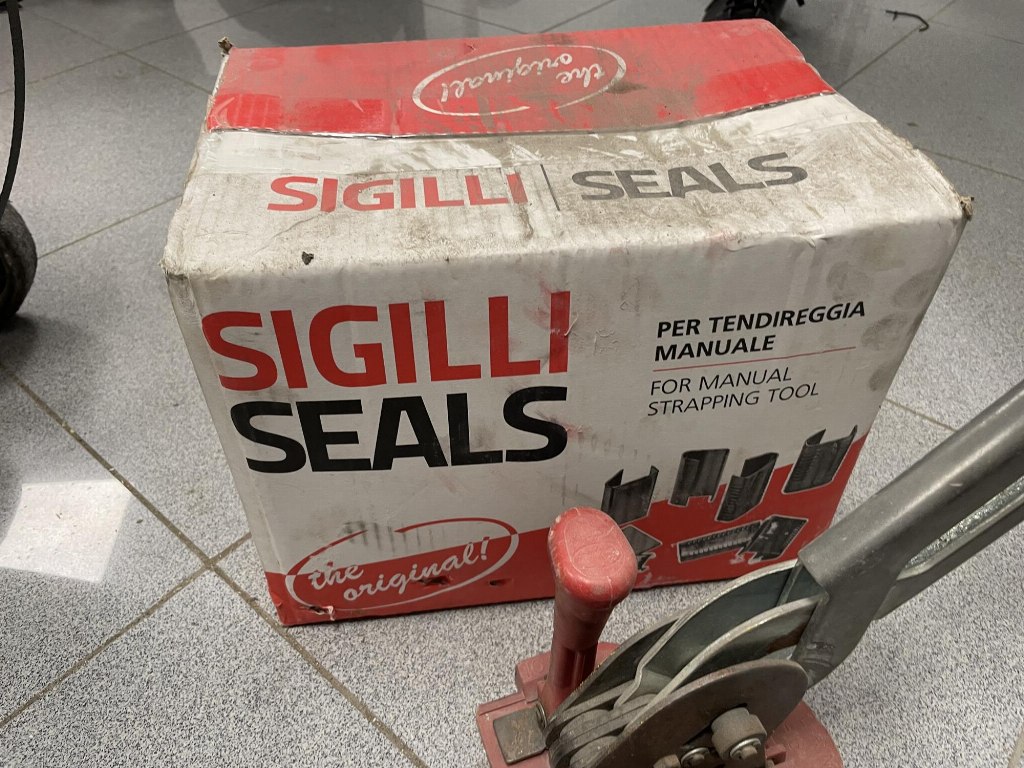 the
original!
SIGILLI | SEALS
SIGILLI
SEALS
PER TENDIREGGIA
MANUALE
FOR MANUAL
STRAPPING TOOL
the
original!